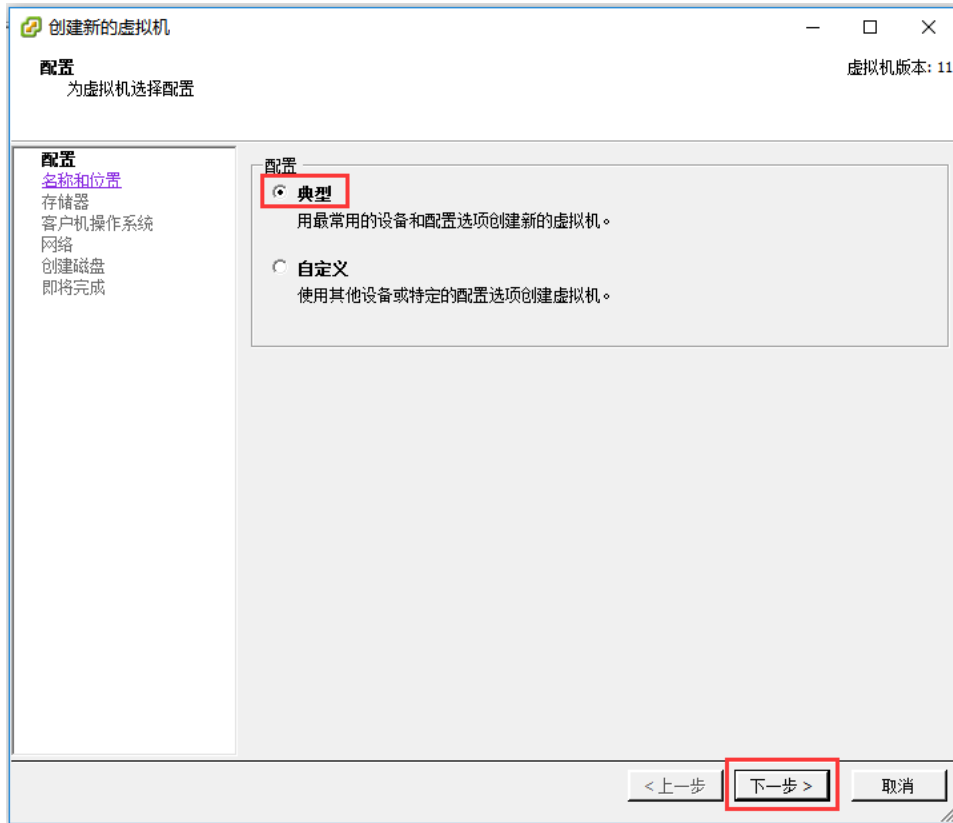 创建新的虚拟机
配置
为虚拟机选择配置
虚拟机版本: 11
配置
名称和位置
存储器
客户机操作系统
网络
创建磁盘
即将完成
配置
典型
用最常用的设备和配置选项创建新的虚拟机。
自定义
使用其他设备或特定的配置选项创建虚拟机。
<上一步
下一步 >
取消